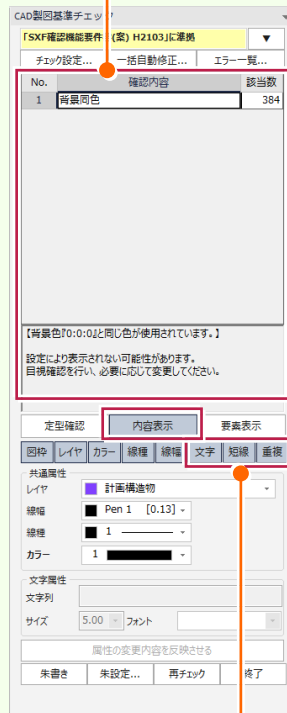 CAD製図基準チェック
「SXF確認機能要件(案) H2103」に準拠 ▼
チェック設定... 一括自動修正... エラー一覧...
No. 確認内容 該当数
1 背景同色 384
【背景色『0:0:0』と同じ色が使用されています。】
設定により表示されない可能性があります。
目視確認を行い、必要に応じて変更してください。
定型確認 内容表示 要素表示
図枠 レイヤ カラー 線種 線幅 文字 短線 重複
共通属性
レイヤ 計画構造物
線幅 Pen 1 [0.13]
線種 1
カラー 1
文字属性
文字列
サイズ 5.00 フォント
属性の変更内容を反映させる
朱書き 朱設定... 再チェック 終了